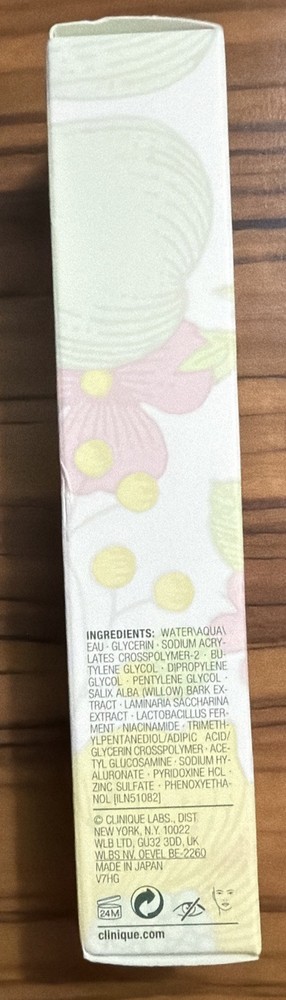 INGREDIENTS: WATER\AQUA\
EAU · GLYCERIN · SODIUM ACRY-
LATES CROSSPOLYMER-2 · BU-
TYLENE GLYCOL · DIPROPYLENE
GLYCOL · PENTYLENE GLYCOL ·
SALIX ALBA (WILLOW) BARK EX-
TRACT · LAMINARIA SACCHARINA
EXTRACT · LACTOBACILLUS FER-
MENT · NIACINAMIDE · TRIMETH-
YLPENTANEDIOL/ADIPIC ACID/
GLYCERIN CROSSPOLYMER · ACE-
TYL GLUCOSAMINE · SODIUM HY-
ALURONATE · PYRIDOXINE HCL ·
ZINC SULFATE · PHENOXYETHA-
NOL [ILN51082]
© CLINIQUE LABS., DIST
NEW YORK, N.Y. 10022
WLB LTD, GU32 3DD, UK
WLBS NV. OEVEL BE-2260
MADE IN JAPAN
V7HG
24M
clinique.com